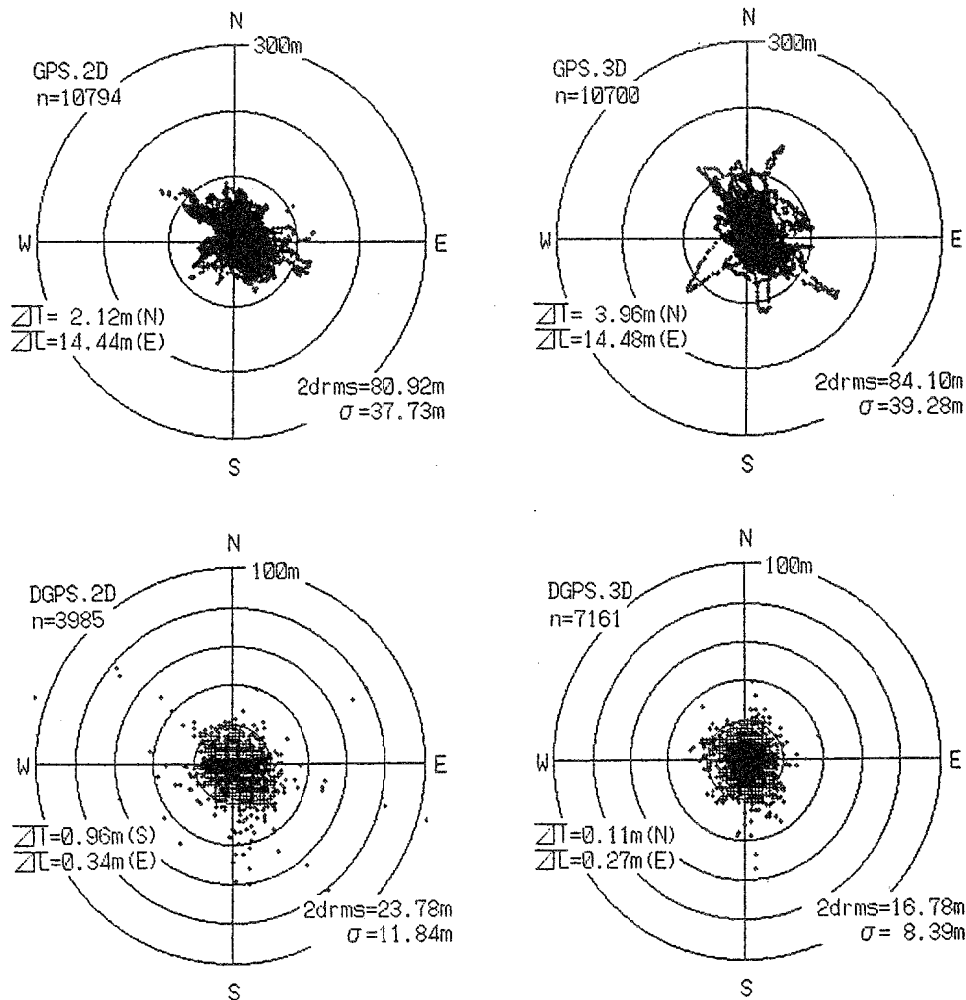 N
300m
GPS.2D
n=10794
W
E
⊿l= 2.12m(N)
⊿L=14.44m(E)
2drms=80.92m
σ=37.73m
S
N
300m
GPS.3D
n=10700
W
E
⊿l= 3.96m(N)
⊿L=14.48m(E)
2drms=84.10m
σ=39.28m
S
N
100m
DGPS.2D
n=3985
W
E
⊿l=0.96m(S)
⊿L=0.34m(E)
2drms=23.78m
σ=11.84m
S
N
100m
DGPS.3D
n=7161
W
E
⊿l=0.11m(N)
⊿L=0.27m(E)
2drms=16.78m
σ= 8.39m
S